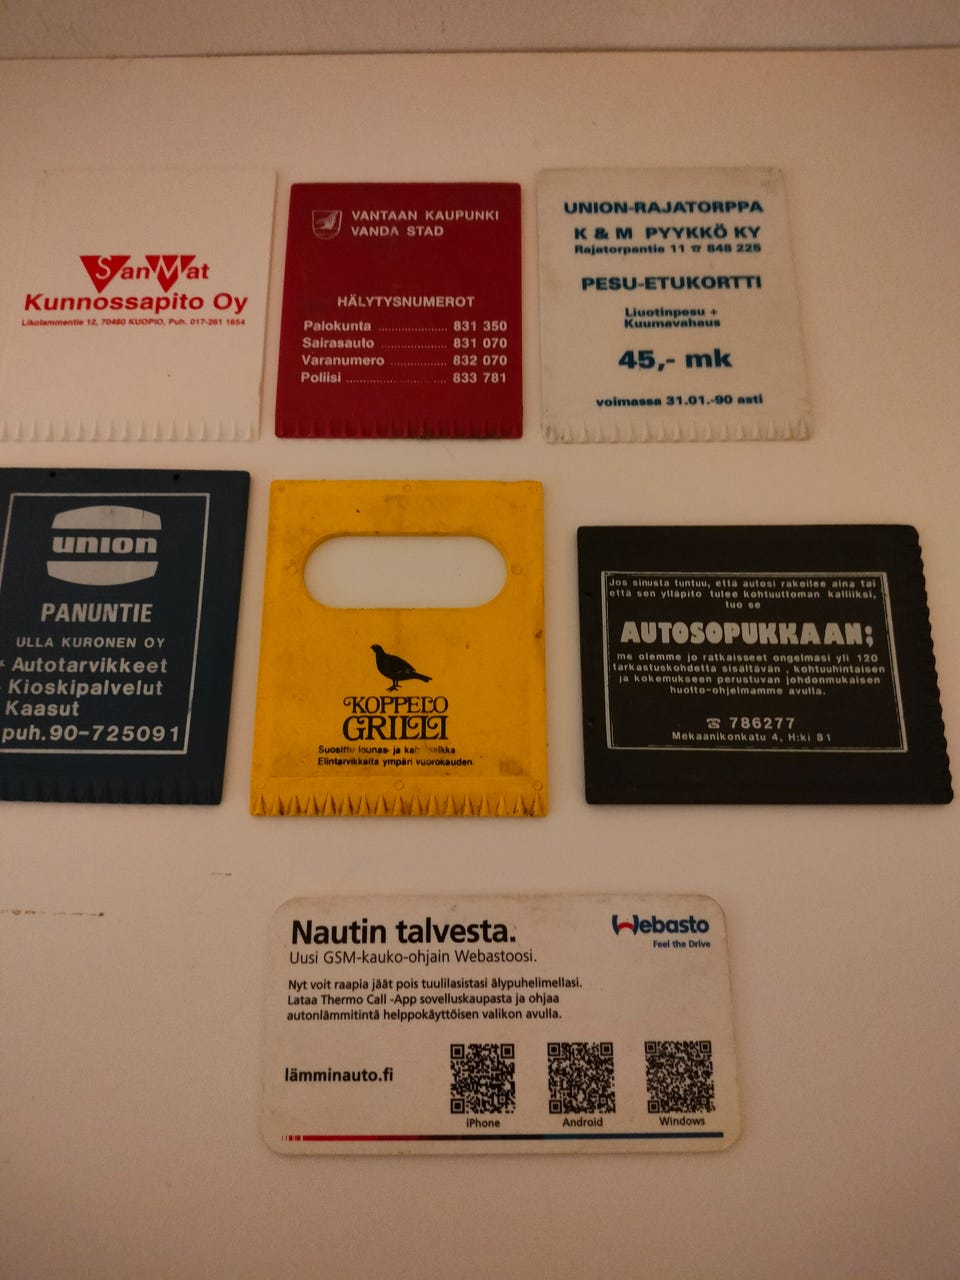 SanMat
Kunnossapito Oy
Likolammentie 12, 70460 KUOPIO, Puh. 017-261 1654
VANTAAN KAUPUNKI
VANDA STAD
HÄLYTYSNUMEROT
Palokunta .................... 831 350
Sairasauto .................... 831 070
Varanumero ................ 832 070
Poliisi ............................ 833 781
UNION-RAJATORPPA
K & M PYYKKÖ KY
Rajatorpantie 11 ☎ 848 225
PESU-ETUKORTTI
Liuotinpesu +
Kuumavahaus
45,- mk
voimassa 31.01.-90 asti
union
PANUNTIE
ULLA KURONEN OY
* Autotarvikkeet
- Kioskipalvelut
Kaasut
puh.90-725091
KOPPELO
GRILLI
Suosittu lounas- ja
Elintarvikkeita ympäri vuorokauden.
Jos sinusta tuntuu, että autosi rakoilee aina tai
että sen ylläpito tulee kohtuuttoman kalliiksi,
tuo se
AUTOSOPUKKAAN;
me olemme jo ratkaisseet ongelmasi yli 120
tarkastuskohdetta sisältävän , kohtuuhintaisen
ja kokemukseen perustuvan johdonmukaisen
huolto-ohjelmamme avulla.
☎ 786277
Mekaanikonkatu 4, H:ki 81
Nautin talvesta.
Uusi GSM-kauko-ohjain Webastoosi.
Webasto
Feel the Drive
Nyt voit raapia jäät pois tuulilasistasi älypuhelimellasi.
Lataa Thermo Call -App sovelluskaupasta ja ohjaa
autonlämmitintä helppokäyttöisen valikon avulla.
lämminauto.fi
iPhone
Android
Windows